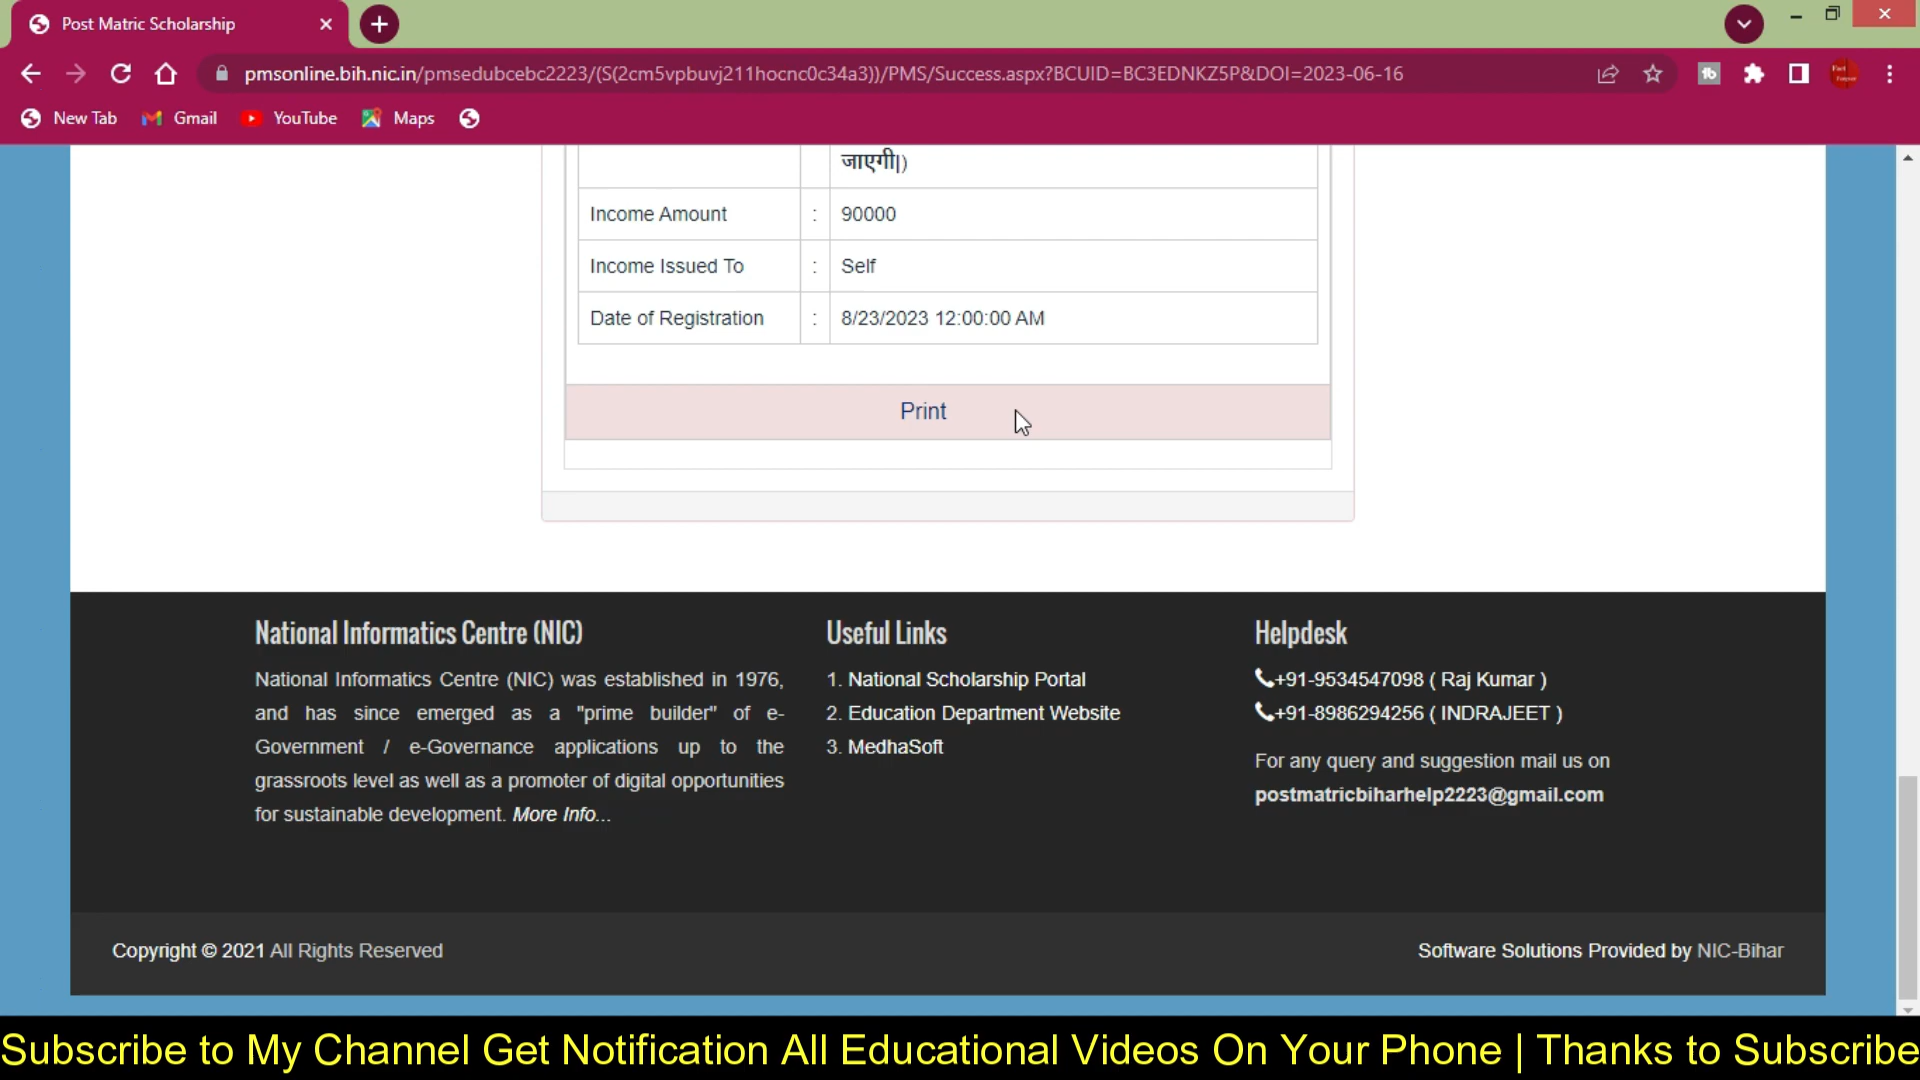 Post Matric Scholarship
pmsonline.bih.nic.in/pmsedubcebc2223/(S(2cm5vpbuvj211hocnc0c34a3))/PMS/Success.aspx?BCUID=BC3EDNKZ5P&DOI=2023-06-16
New Tab Gmail YouTube Maps
जाएगी|)
Income Amount : 90000
Income Issued To : Self
Date of Registration : 8/23/2023 12:00:00 AM
Print
National Informatics Centre (NIC)
National Informatics Centre (NIC) was established in 1976,
and has since emerged as a "prime builder" of e-
Government / e-Governance applications up to the
grassroots level as well as a promoter of digital opportunities
for sustainable development. More Info...
Useful Links
1. National Scholarship Portal
2. Education Department Website
3. MedhaSoft
Helpdesk
+91-9534547098 ( Raj Kumar )
+91-8986294256 ( INDRAJEET )
For any query and suggestion mail us on
postmatricbiharhelp2223@gmail.com
Copyright © 2021 All Rights Reserved
Software Solutions Provided by NIC-Bihar
Subscribe to My Channel Get Notification All Educational Videos On Your Phone | Thanks to Subscribe